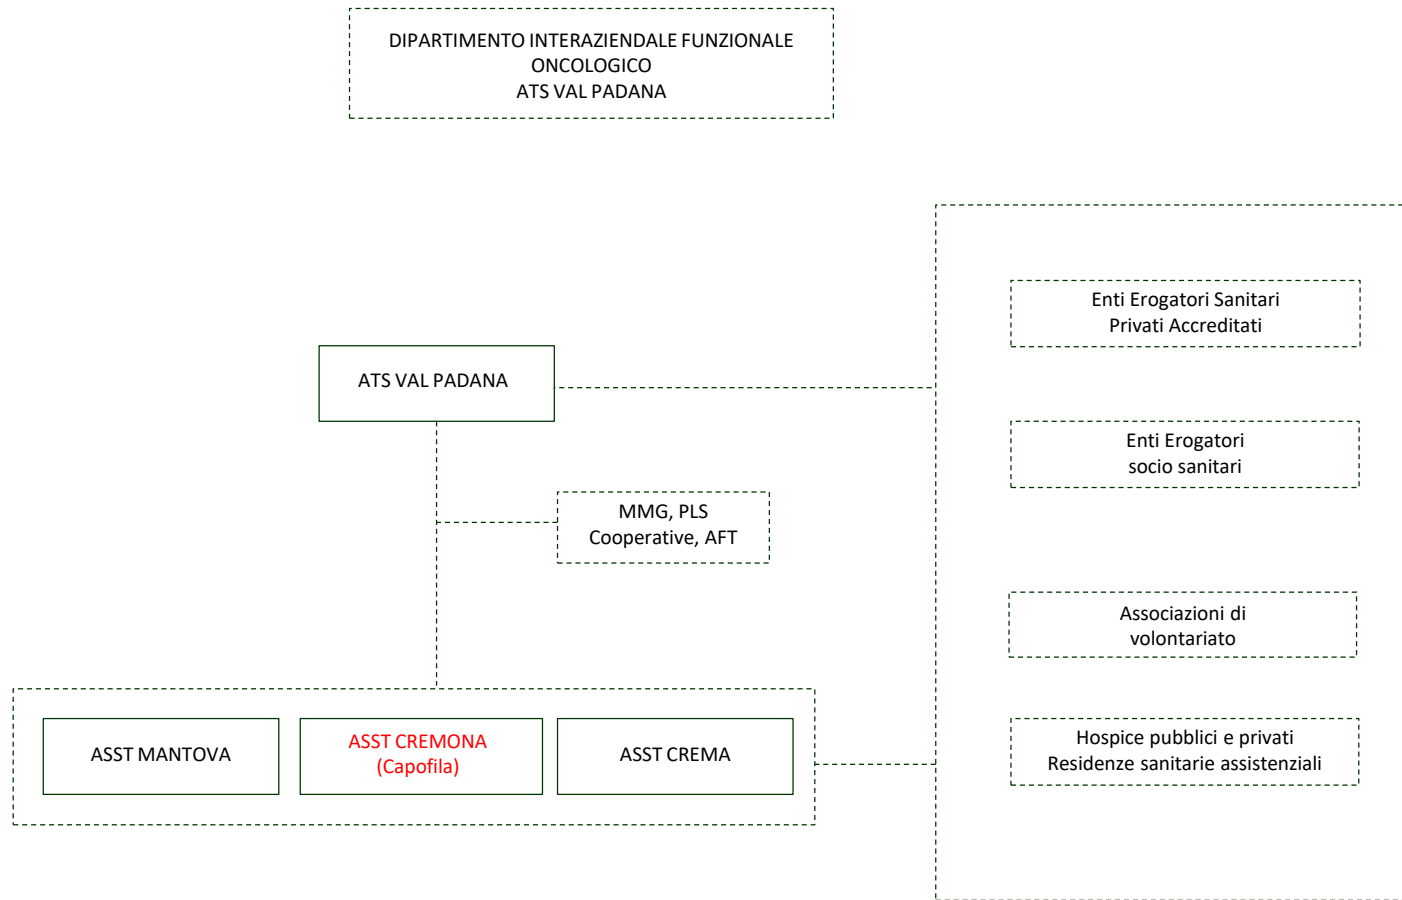 DIPARTIMENTO INTERAZIENDALE FUNZIONALE
ONCOLOGICO
ATS VAL PADANA
Enti Erogatori Sanitari
Privati Accreditati
ATS VAL PADANA
Enti Erogatori
socio sanitari
MMG, PLS
Cooperative, AFT
Associazioni di
volontariato
ASST MANTOVA
ASST CREMONA
(Capofila)
ASST CREMA
Hospice pubblici e privati
Residenze sanitarie assistenziali